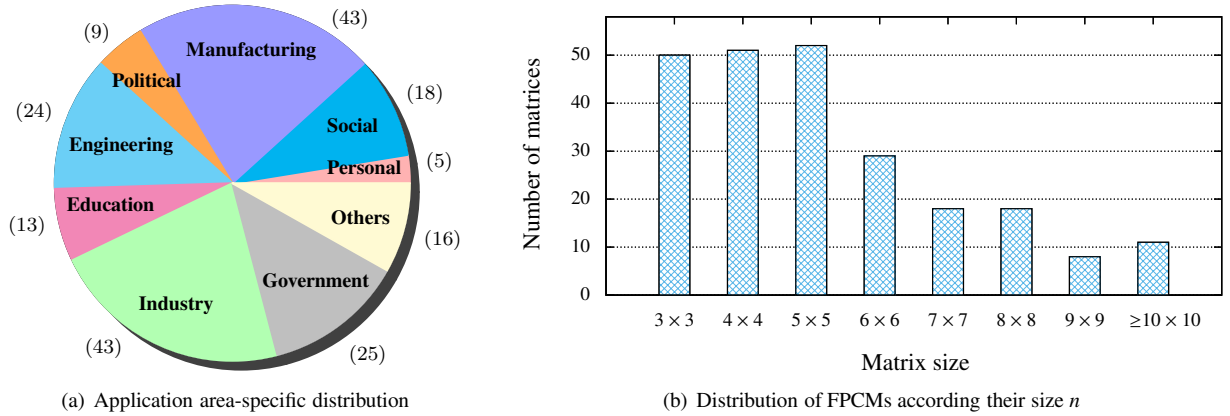 (43)
(9)
Manufacturing
Political
(18)
(24)
Social
Engineering
Personal
(5)
Education
(13)
Others
(16)
Government
Industry
(43)
(25)
(a) Application area-specific distribution
Number of matrices
50
40
30
20
10
0
3 × 3 4 × 4 5 × 5 6 × 6 7 × 7 8 × 8 9 × 9 ≥10 × 10
Matrix size
(b) Distribution of FPCMs according their size n